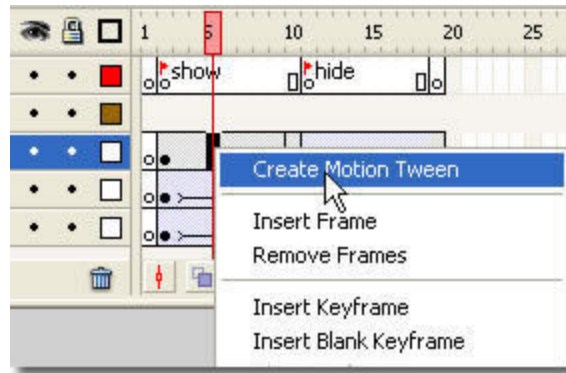 1 5 10 15 20 25
show hide
Create Motion Tween
Insert Frame
Remove Frames
Insert Keyframe
Insert Blank Keyframe